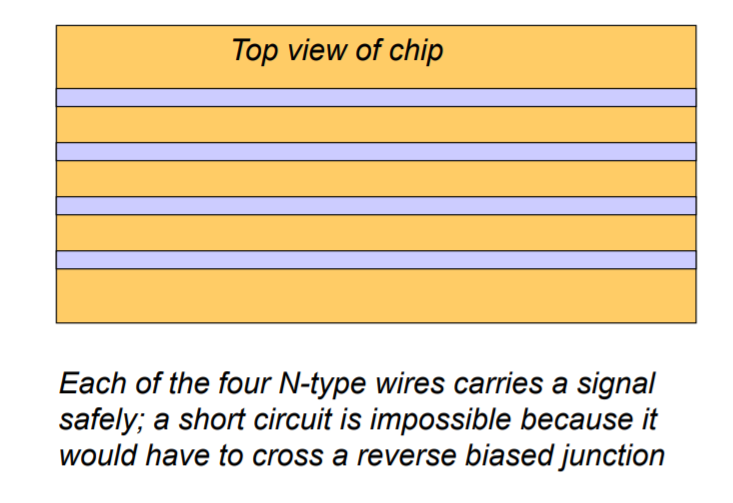 Top view of chip
Each of the four N-type wires carries a signal
safely; a short circuit is impossible because it
would have to cross a reverse biased junction